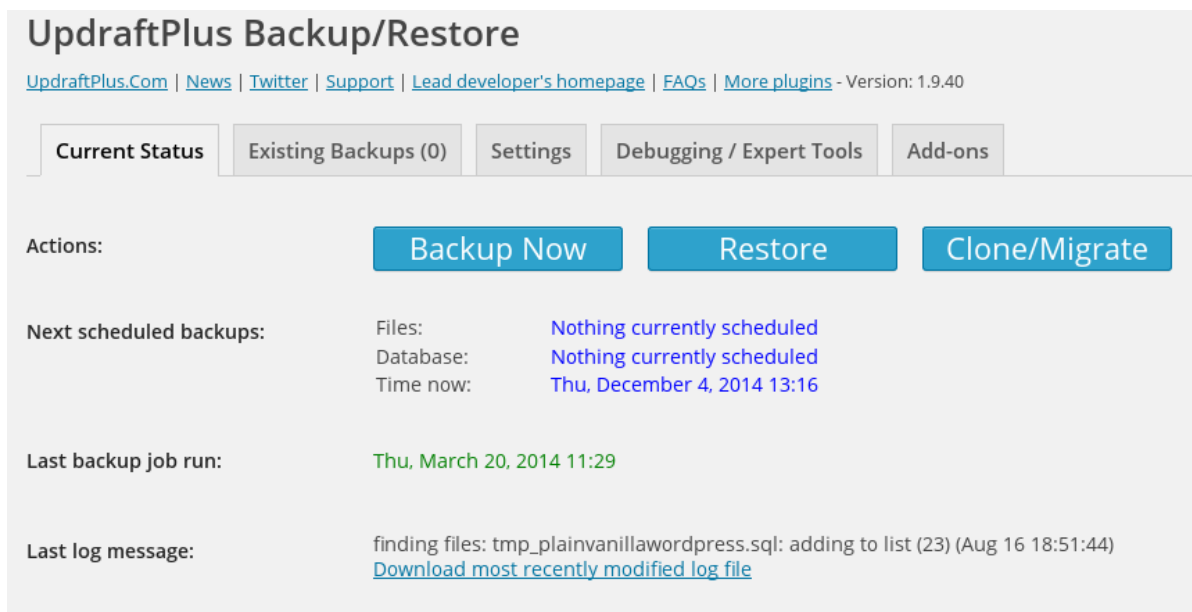 UpdraftPlus Backup/Restore
UpdraftPlus.Com | News | Twitter | Support | Lead developer's homepage | FAQs | More plugins - Version: 1.9.40
Current Status Existing Backups (0) Settings Debugging / Expert Tools Add-ons
Actions: Backup Now Restore Clone/Migrate
Next scheduled backups: Files: Nothing currently scheduled
Database: Nothing currently scheduled
Time now: Thu, December 4, 2014 13:16
Last backup job run: Thu, March 20, 2014 11:29
Last log message: finding files: tmp_plainvanillawordpress.sql: adding to list (23) (Aug 16 18:51:44)
Download most recently modified log file